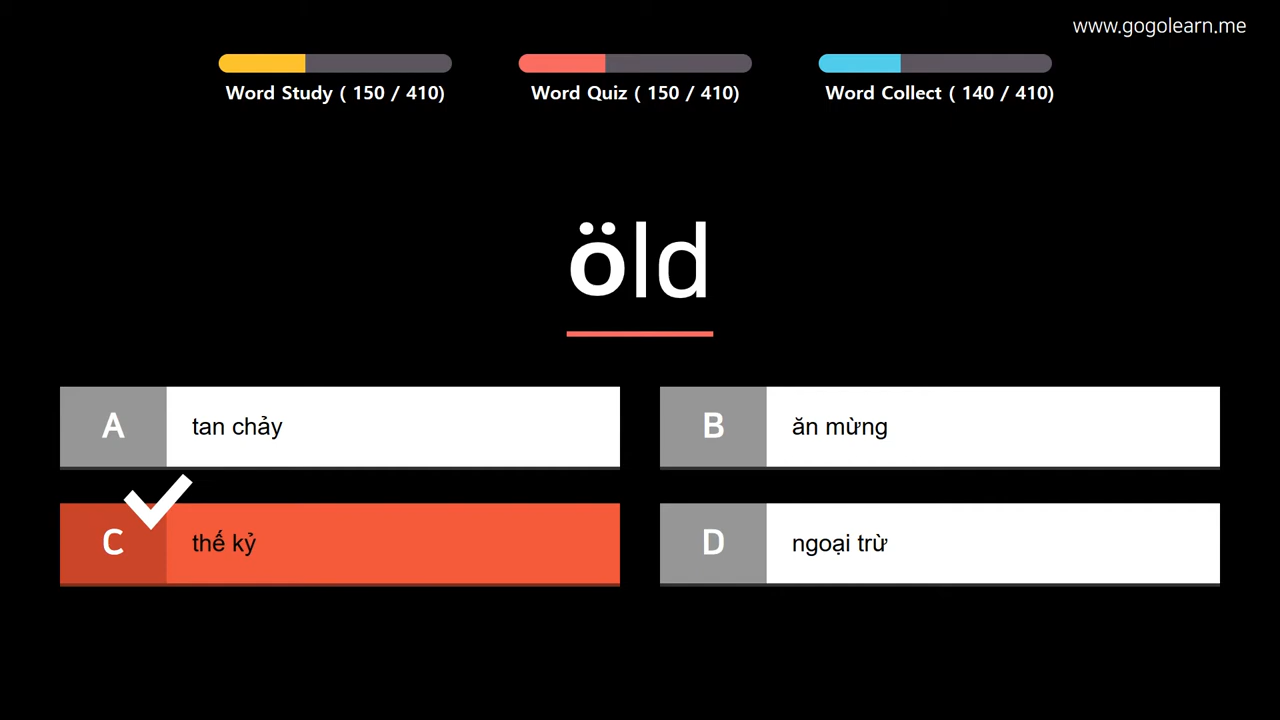 www.gogolearn.me
Word Study ( 150 / 410)
Word Quiz ( 150 / 410)
Word Collect ( 140 / 410)
öld
A
tan chảy
B
ăn mừng
C
thế kỷ
D
ngoại trừ